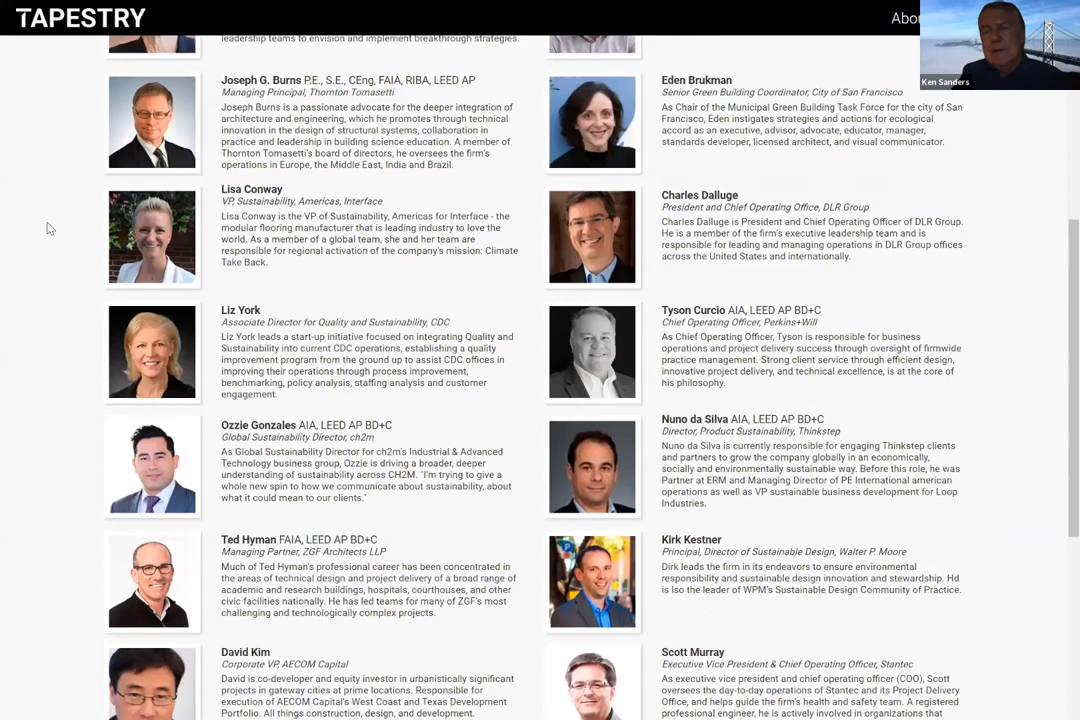 TAPESTRY
Abou
Ken Sanders
leadership teams to envision and implement breakthrough strategies.
Joseph G. Burns P.E., S.E., CEng, FAIA, RIBA, LEED AP
Managing Principal, Thornton Tomasetti
Joseph Burns is a passionate advocate for the deeper integration of
architecture and engineering, which he promotes through technical
innovation in the design of structural systems, collaboration in
practice and leadership in building science education. A member of
Thornton Tomasetti's board of directors, he oversees the firm's
operations in Europe, the Middle East, India and Brazil.
Eden Brukman
Senior Green Building Coordinator, City of San Francisco
As Chair of the Municipal Green Building Task Force for the city of San
Francisco, Eden instigates strategies and actions for ecological
accord as an executive, advisor, advocate, educator, manager,
standards developer, licensed architect, and visual communicator.
Lisa Conway
VP, Sustainability, Americas, Interface
Lisa Conway is the VP of Sustainability, Americas for Interface - the
modular flooring manufacturer that is leading industry to love the
world. As a member of a global team, she and her team are
responsible for regional activation of the company's mission: Climate
Take Back.
Charles Dalluge
President and Chief Operating Office, DLR Group
Charles Dalluge is President and Chief Operating Officer of DLR Group.
He is a member of the firm's executive leadership team and is
responsible for leading and managing operations in DLR Group offices
across the United States and internationally.
Liz York
Associate Director for Quality and Sustainability, CDC
Liz York leads a start-up initiative focused on integrating Quality and
Sustainability into current CDC operations, establishing a quality
improvement program from the ground up to assist CDC offices in
improving their operations through process improvement,
benchmarking, policy analysis, staffing analysis and customer
engagement.
Tyson Curcio AIA, LEED AP BD+C
Chief Operating Officer, Perkins+Will
As Chief Operating Officer, Tyson is responsible for business
operations and project delivery success through oversight of firmwide
practice management. Strong client service through efficient design,
innovative project delivery, and technical excellence, is at the core of
his philosophy.
Ozzie Gonzales AIA, LEED AP BD+C
Global Sustainability Director, ch2m
As Global Sustainability Director for ch2m's Industrial & Advanced
Technology business group, Ozzie is driving a broader, deeper
understanding of sustainability across CH2M. 'I'm trying to give a
whole new spin to how we communicate about sustainability, about
what it could mean to our clients.'
Nuno da Silva AIA, LEED AP BD+C
Director, Product Sustainability, Thinkstep
Nuno da Silva is currently responsible for engaging Thinkstep clients
and partners to grow the company globally in an economically,
socially and environmentally sustainable way. Before this role, he was
Partner at ERM and Managing Director of PE International american
operations as well as VP sustainable business development for Loop
Industries.
Ted Hyman FAIA, LEED AP BD+C
Managing Partner, ZGF Architects LLP
Much of Ted Hyman's professional career has been concentrated in
the areas of technical design and project delivery of a broad range of
academic and research buildings, hospitals, courthouses, and other
civic facilities nationally. He has led teams for many of ZGF's most
challenging and technologically complex projects.
Kirk Kestner
Principal, Director of Sustainable Design, Walter P. Moore
Dirk leads the firm in its endeavors to ensure environmental
responsibility and sustainable design innovation and stewardship. Hd
is lso the leader of WPM's Sustainable Design Community of Practice.
David Kim
Corporate VP, AECOM Capital
David is co-developer and equity investor in urbanistically significant
projects in gateway cities at prime locations. Responsible for
execution of AECOM Capital's West Coast and Texas Development
Portfolio. All things construction, design, and development.
Scott Murray
Executive Vice President & Chief Operating Officer, Stantec
As executive vice president and chief operating officer (COO), Scott
oversees the day-to-day operations of Stantec and its Project Delivery
Office, and helps guide the firm's health and safety team. A registered
professional engineer, he is actively involved in organizations that